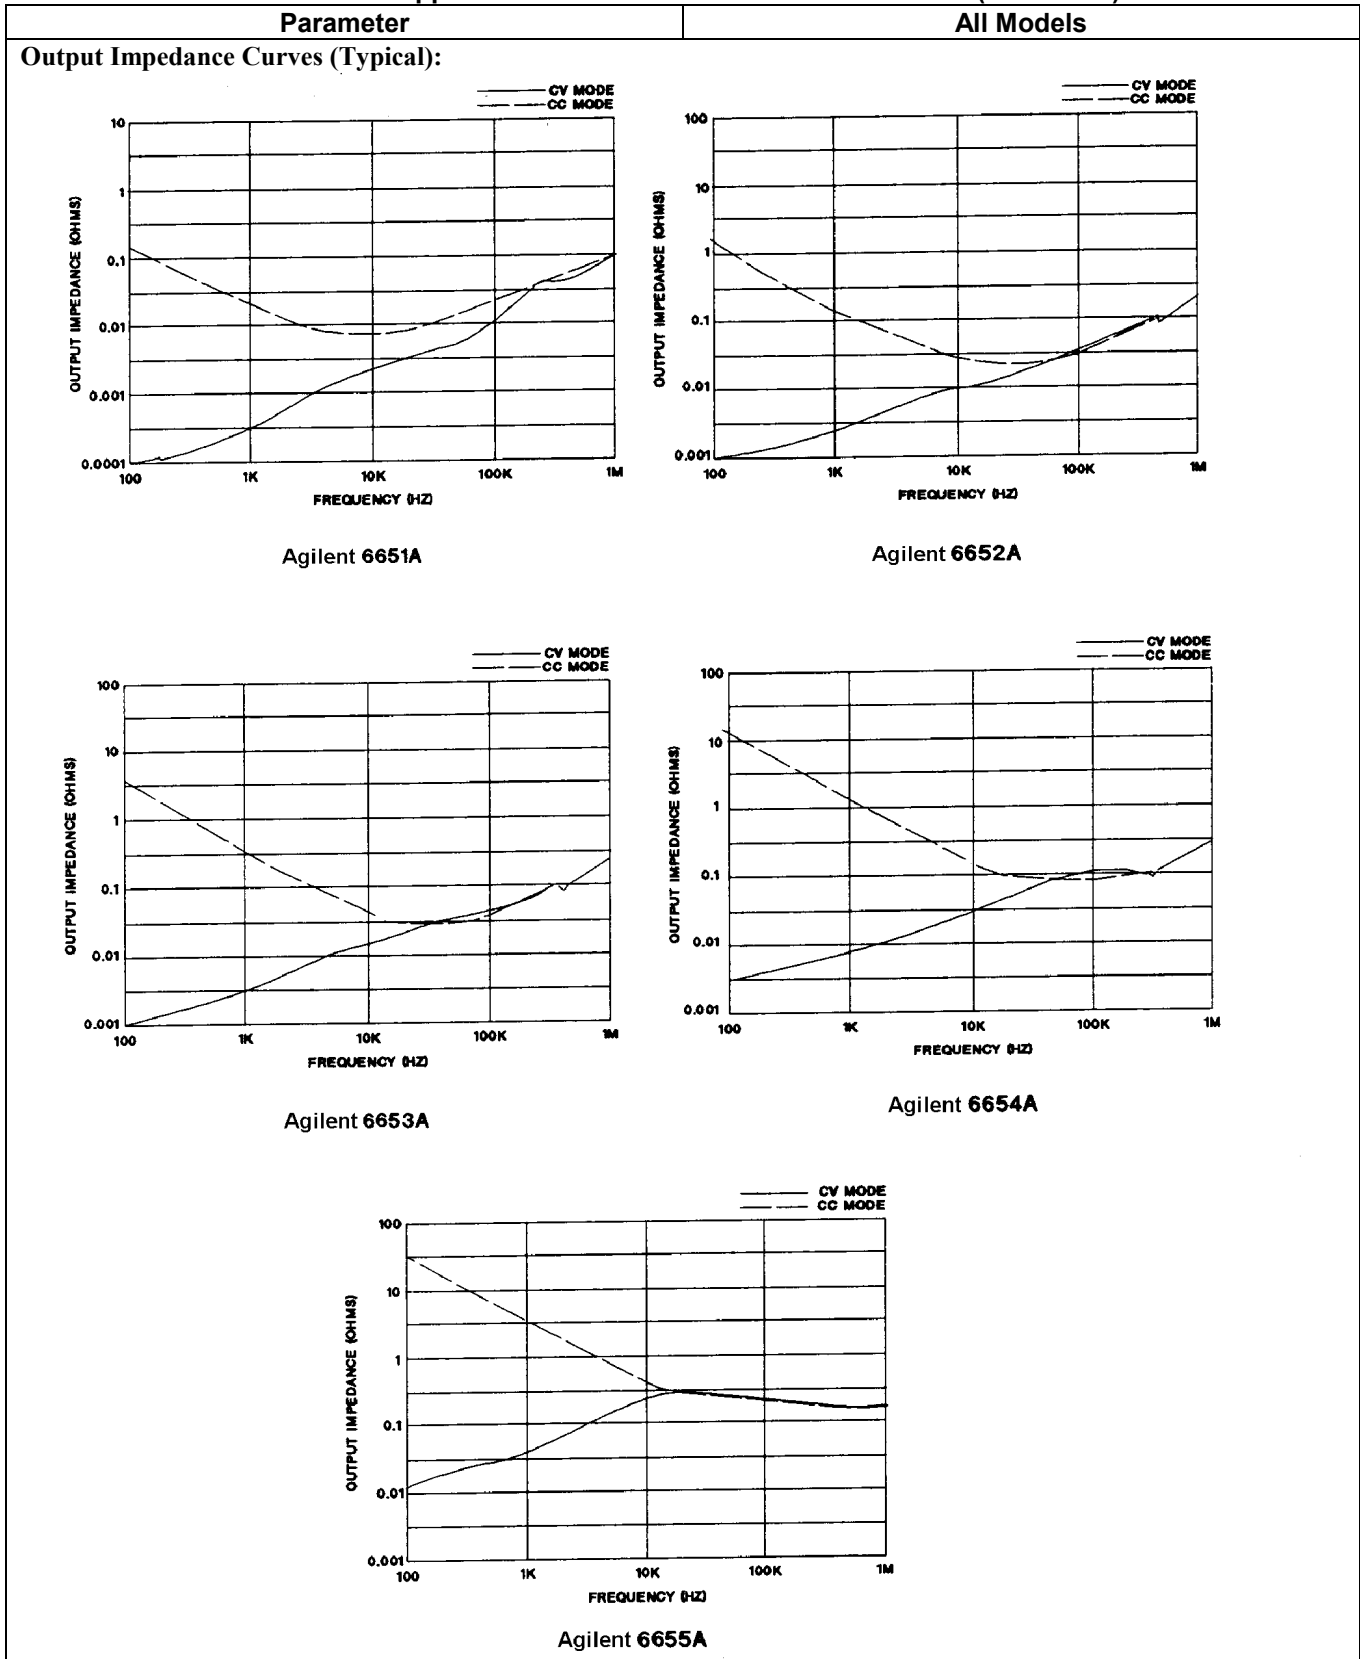 Parameter All Models
Output Impedance Curves (Typical):
CV MODE
CC MODE
10
1
0.1
0.01
0.001
0.0001
OUTPUT IMPEDANCE (OHMS)
100 1K 10K 100K 1M
FREQUENCY (HZ)
Agilent 6651A
CV MODE
CC MODE
100
10
1
0.1
0.01
0.001
OUTPUT IMPEDANCE (OHMS)
100 1K 10K 100K 1M
FREQUENCY (HZ)
Agilent 6652A
CV MODE
CC MODE
100
10
1
0.1
0.01
0.001
OUTPUT IMPEDANCE (OHMS)
100 1K 10K 100K 1M
FREQUENCY (HZ)
Agilent 6653A
CV MODE
CC MODE
100
10
1
0.1
0.01
0.001
OUTPUT IMPEDANCE (OHMS)
100 1K 10K 100K 1M
FREQUENCY (HZ)
Agilent 6654A
CV MODE
CC MODE
100
10
1
0.1
0.01
0.001
OUTPUT IMPEDANCE (OHMS)
100 1K 10K 100K 1M
FREQUENCY (HZ)
Agilent 6655A